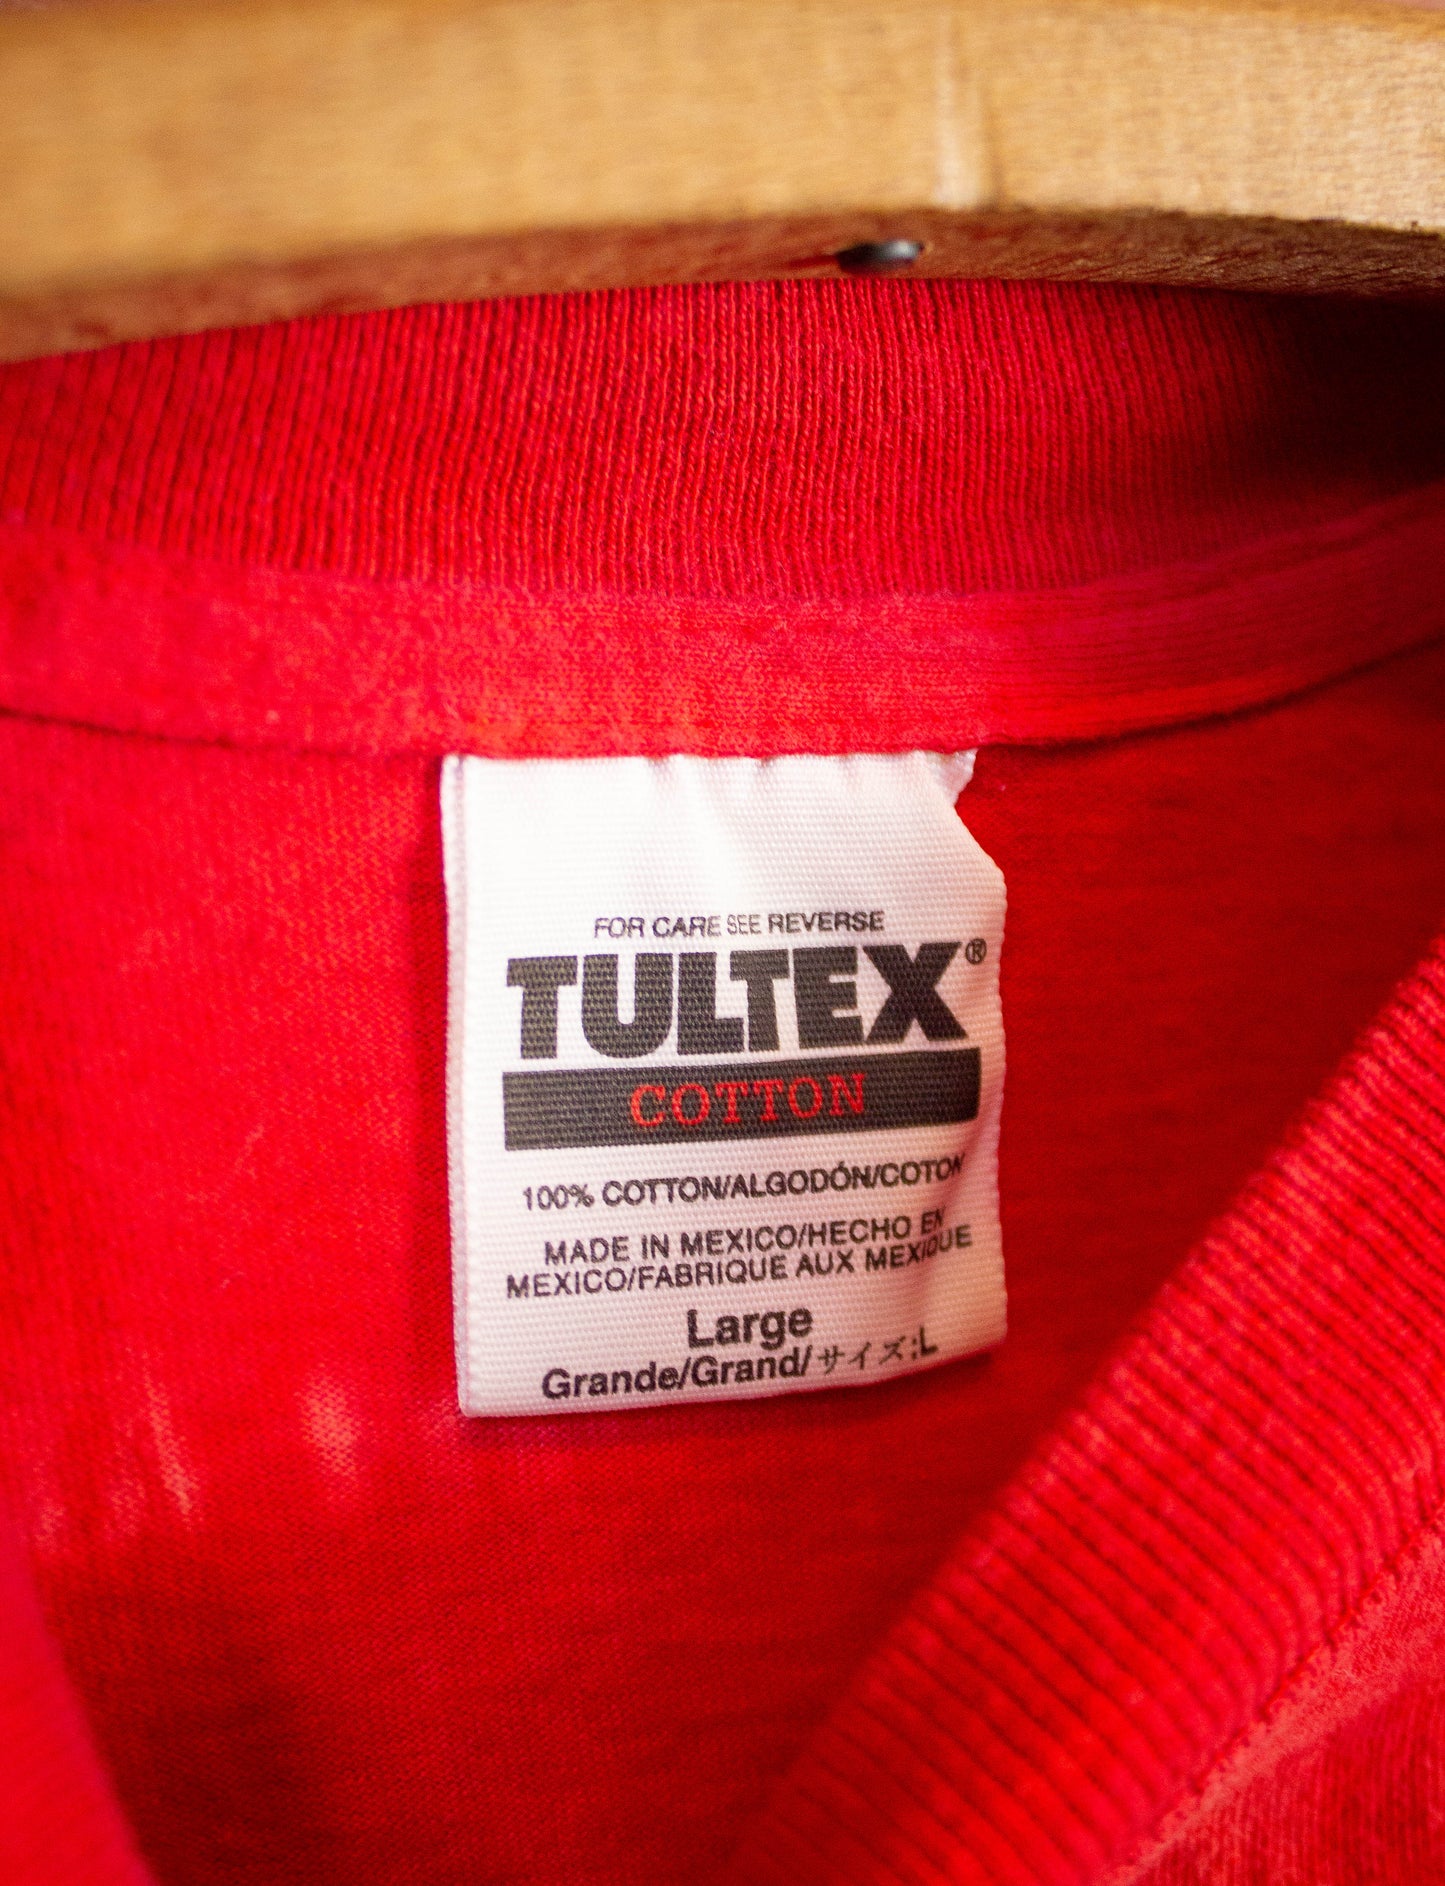 FOR CARE SEE REVERSE
TULTEX®
COTTON
100% COTTON/ALGODÓN/COTON
MADE IN MEXICO/HECHO EN
MEXICO/FABRIQUE AUX MEXIQUE
Large
Grande/Grand/サイズ:L